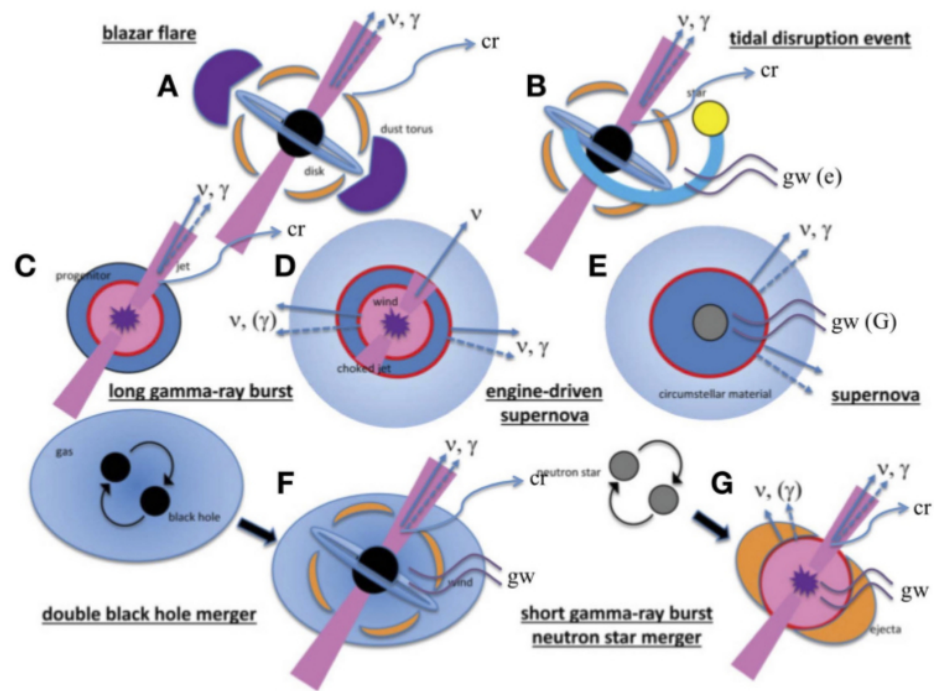 blazar flare
A
ν, γ
cr
dust torus
disk
tidal disruption event
B
ν, γ
cr
star
gw (e)
C
ν, γ
cr
progenitor
jet
long gamma-ray burst
D
ν
wind
ν, (γ)
ν, γ
choked jet
engine-driven
supernova
E
ν, γ
gw (G)
circumstellar material
supernova
gas
black hole
double black hole merger
F
ν, γ
cr
gw
wind
neutron star
short gamma-ray burst
neutron star merger
G
ν, (γ)
ν, γ
cr
gw
ejecta